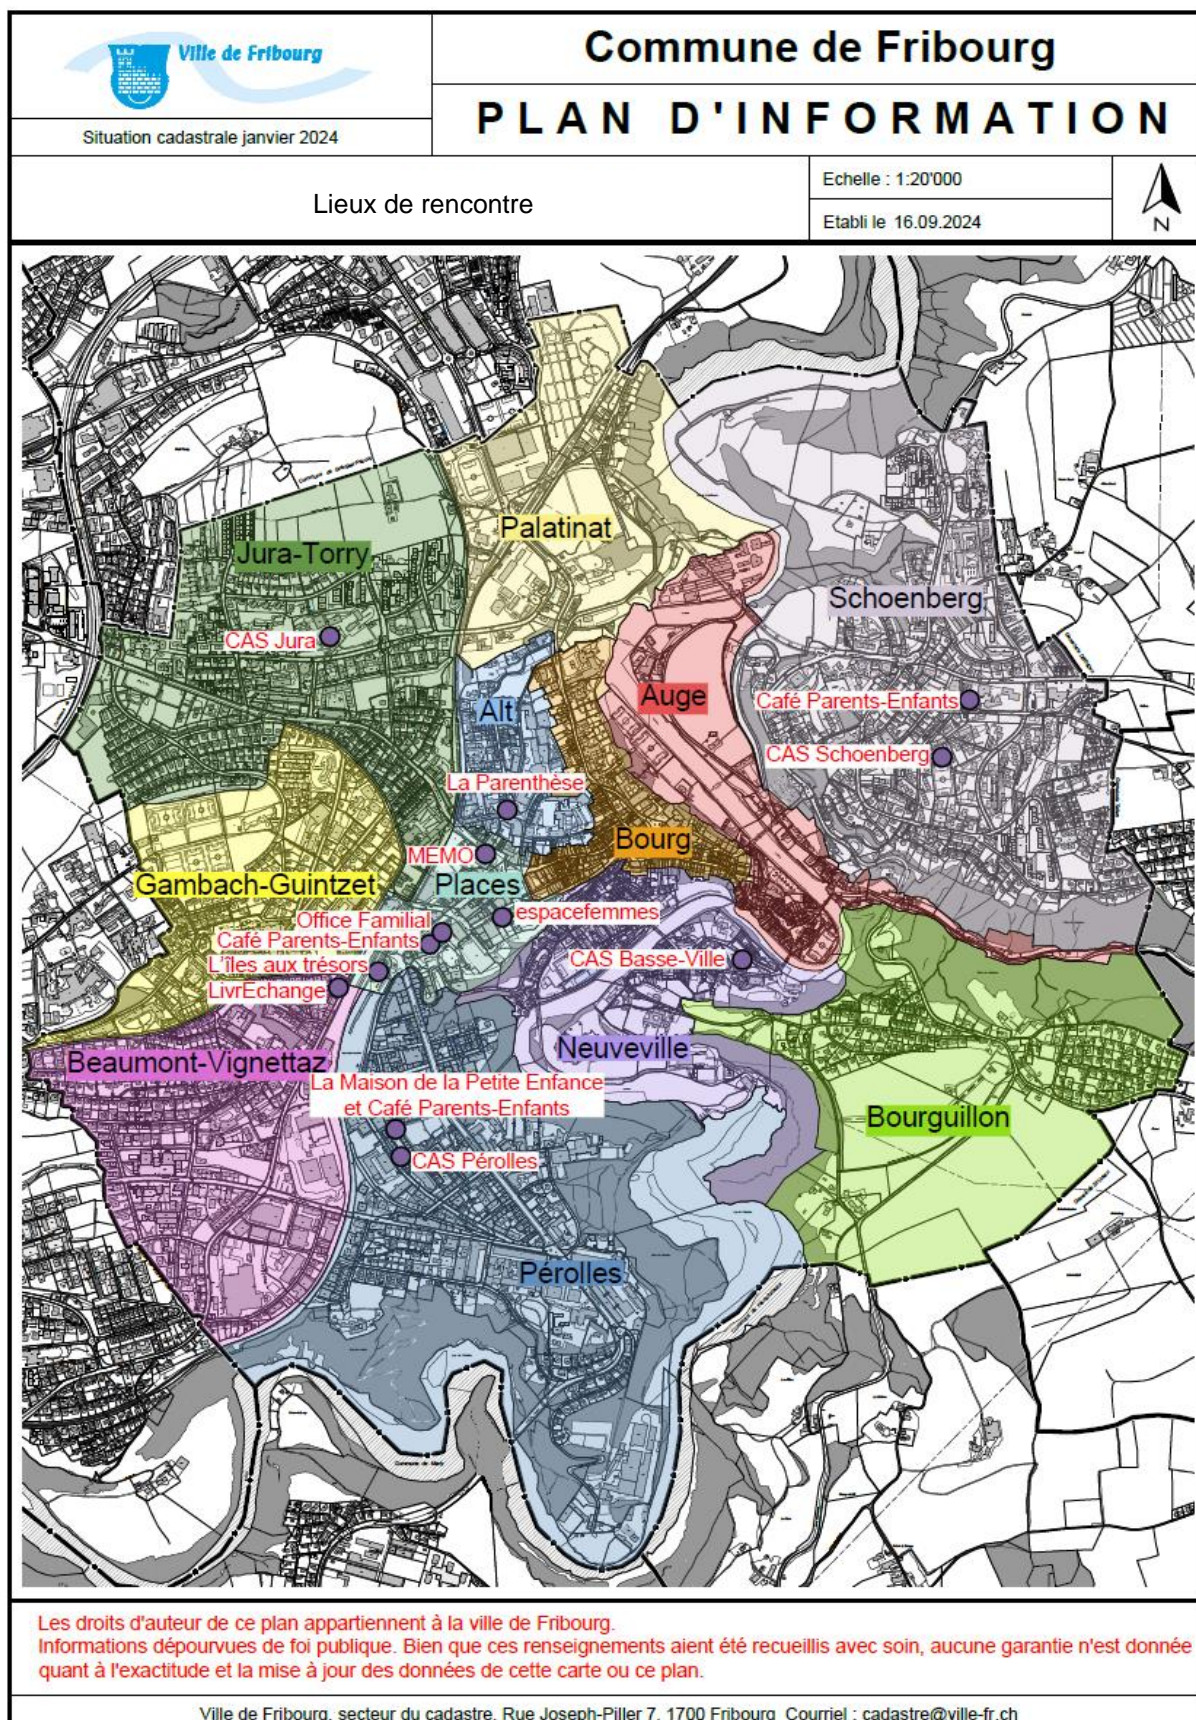 Ville de Fribourg
Situation cadastrale janvier 2024
Commune de Fribourg
PLAN D'INFORMATION
Lieux de rencontre
Echelle : 1:20'000
Etabli le 16.09.2024
N
Palatinat
Jura-Torry
Schoenberg
CAS Jura
Alt
Auge
Café Parents-Enfants
CAS Schoenberg
La Parenthèse
Bourg
MEMO
Gambach-Guintzet
Places
Office Familial
espacefemmes
Café Parents-Enfants
CAS Basse-Ville
L'îles aux trésors
LivrEchange
Neuveville
Beaumont-Vignettaz
La Maison de la Petite Enfance
et Café Parents-Enfants
Bourguillon
CAS Pérolles
Pérolles
Commune de Marly
Les droits d'auteur de ce plan appartiennent à la ville de Fribourg.
Informations dépourvues de foi publique. Bien que ces renseignements aient été recueillis avec soin, aucune garantie n'est donnée
quant à l'exactitude et la mise à jour des données de cette carte ou ce plan.
Ville de Fribourg, secteur du cadastre, Rue Joseph-Piller 7, 1700 Fribourg Courriel : cadastre@ville-fr.ch